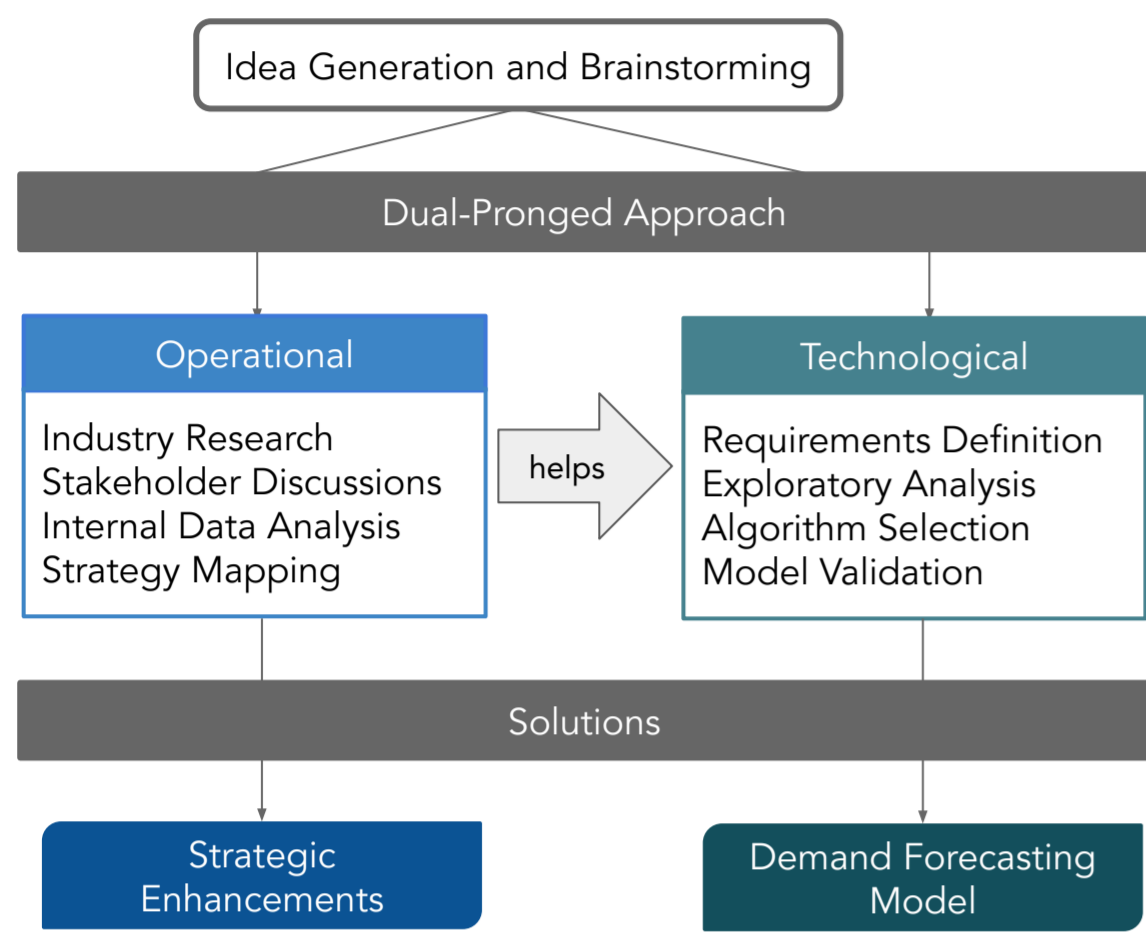 Idea Generation and Brainstorming
Dual-Pronged Approach
Operational
Industry Research
Stakeholder Discussions
Internal Data Analysis
Strategy Mapping
helps
Technological
Requirements Definition
Exploratory Analysis
Algorithm Selection
Model Validation
Solutions
Strategic
Enhancements
Demand Forecasting
Model